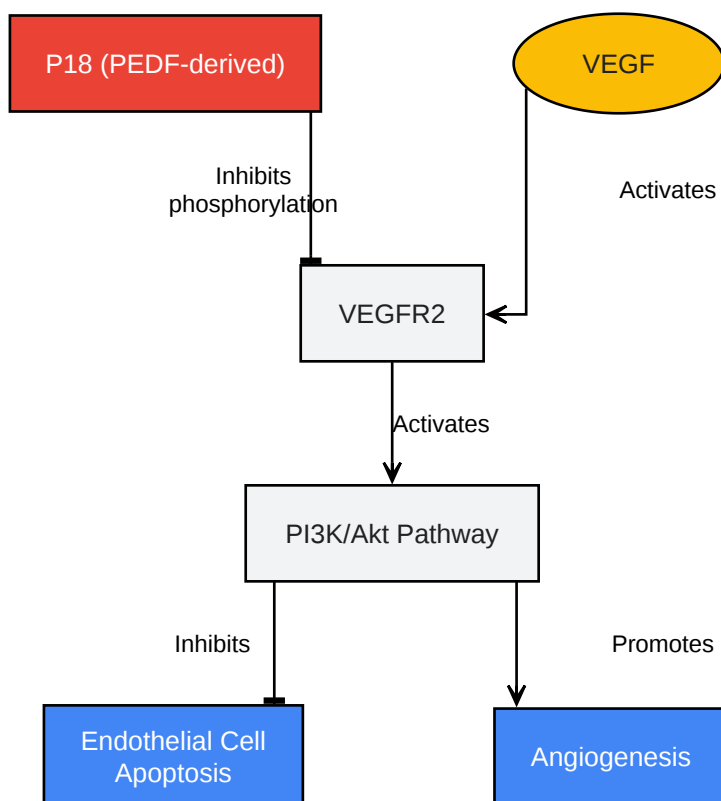 P18 (PEDF-derived)
VEGF
Inhibits
phosphorylation
Activates
VEGFR2
Activates
PI3K/Akt Pathway
Inhibits
Promotes
Endothelial Cell
Apoptosis
Angiogenesis